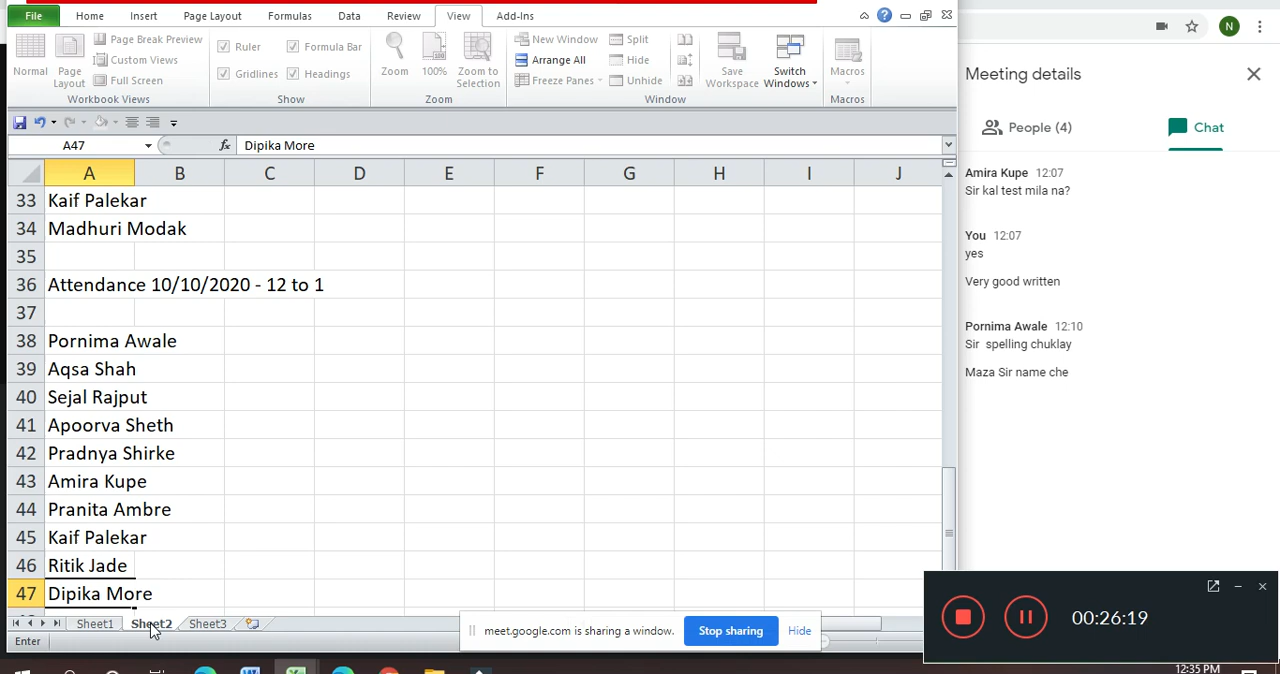 File Home Insert Page Layout Formulas Data Review View Add-Ins
Normal
Page Layout
Page Break Preview
Custom Views
Full Screen
Workbook Views
Ruler
Formula Bar
Gridlines
Headings
Show
Zoom
100%
Zoom to Selection
Zoom
New Window
Arrange All
Freeze Panes
Split
Hide
Unhide
Save Workspace
Switch Windows
Window
Macros
Macros
A47 fx Dipika More
A B C D E F G H I J
33 Kaif Palekar
34 Madhuri Modak
35
36 Attendance 10/10/2020 - 12 to 1
37
38 Pornima Awale
39 Aqsa Shah
40 Sejal Rajput
41 Apoorva Sheth
42 Pradnya Shirke
43 Amira Kupe
44 Pranita Ambre
45 Kaif Palekar
46 Ritik Jade
47 Dipika More
Sheet1 Sheet2 Sheet3
Enter
meet.google.com is sharing a window. Stop sharing Hide
N
Meeting details
People (4) Chat
Amira Kupe 12:07
Sir kal test mila na?
You 12:07
yes
Very good written
Pornima Awale 12:10
Sir spelling chuklay
Maza Sir name che
00:26:19
12:35 PM